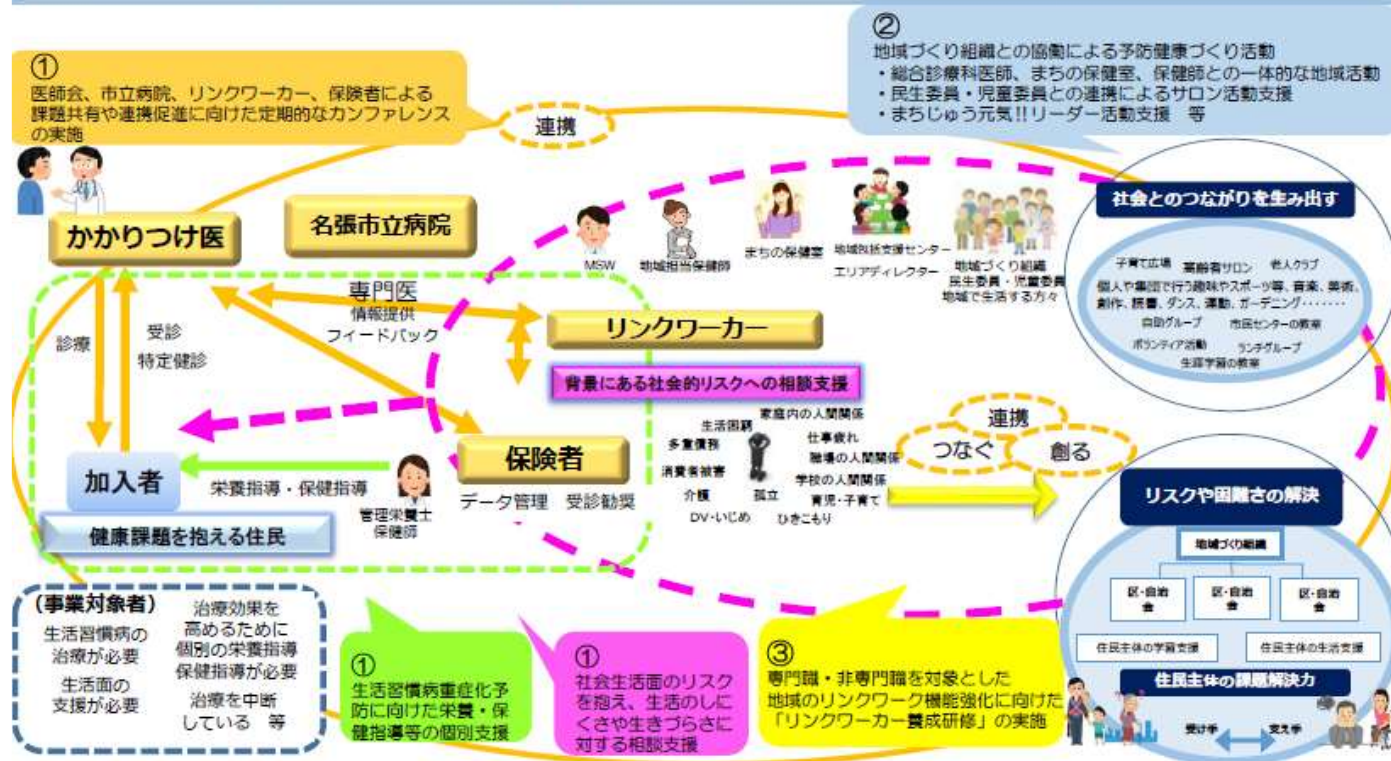 ①
医師会、市立病院、リンクワーカー、保険者による
課題共有や連携促進に向けた定期的なカンファレンス
の実施
連携
②
地域づくり組織との協働による予防健康づくり活動
・総合診療科医師、まちの保健室、保健師との一体的な地域活動
・民生委員・児童委員との連携によるサロン活動支援
・まちじゅう元気!!リーダー活動支援 等
かかりつけ医
名張市立病院
MSW
地域担当保健師
まちの保健室
地域包括支援センター
エリアディレクター
地域づくり組織
民生委員・児童委員
地域で生活する方々
社会とのつながりを生み出す
子育て広場 高齢者サロン 老人クラブ
個人や集団で行う趣味やスポーツ等、音楽、美術、
創作、読書、ダンス、運動、ガーデニング・・・・・・・
自助グループ 市民センターの教室
ボランティア活動 ランチグループ
生涯学習の教室
専門医
情報提供
フィードバック
診療
受診
特定健診
リンクワーカー
背景にある社会的リスクへの相談支援
家庭内の人間関係
生活困窮
多重債務
仕事疲れ
消費者被害
職場の人間関係
学校の人間関係
介護
孤立
育児・子育て
DV・いじめ
ひきこもり
連携
つなぐ
創る
加入者
健康課題を抱える住民
栄養指導・保健指導
管理栄養士
保健師
保険者
データ管理 受診勧奨
リスクや困難さの解決
地域づくり組織
区・自治会
区・自治会
区・自治会
住民主体の学習支援
住民主体の生活支援
住民主体の課題解決力
受け手
支え手
(事業対象者)
生活習慣病の
治療が必要
生活面の
支援が必要
治療効果を
高めるために
個別の栄養指導
保健指導が必要
治療を中断
している 等
①
生活習慣病重症化予
防に向けた栄養・保
健指導等の個別支援
①
社会生活面のリスク
を抱え、生活のしに
くさや生きづらさに
対する相談支援
③
専門職・非専門職を対象とした
地域のリンクワーク機能強化に向けた
「リンクワーカー養成研修」の実施